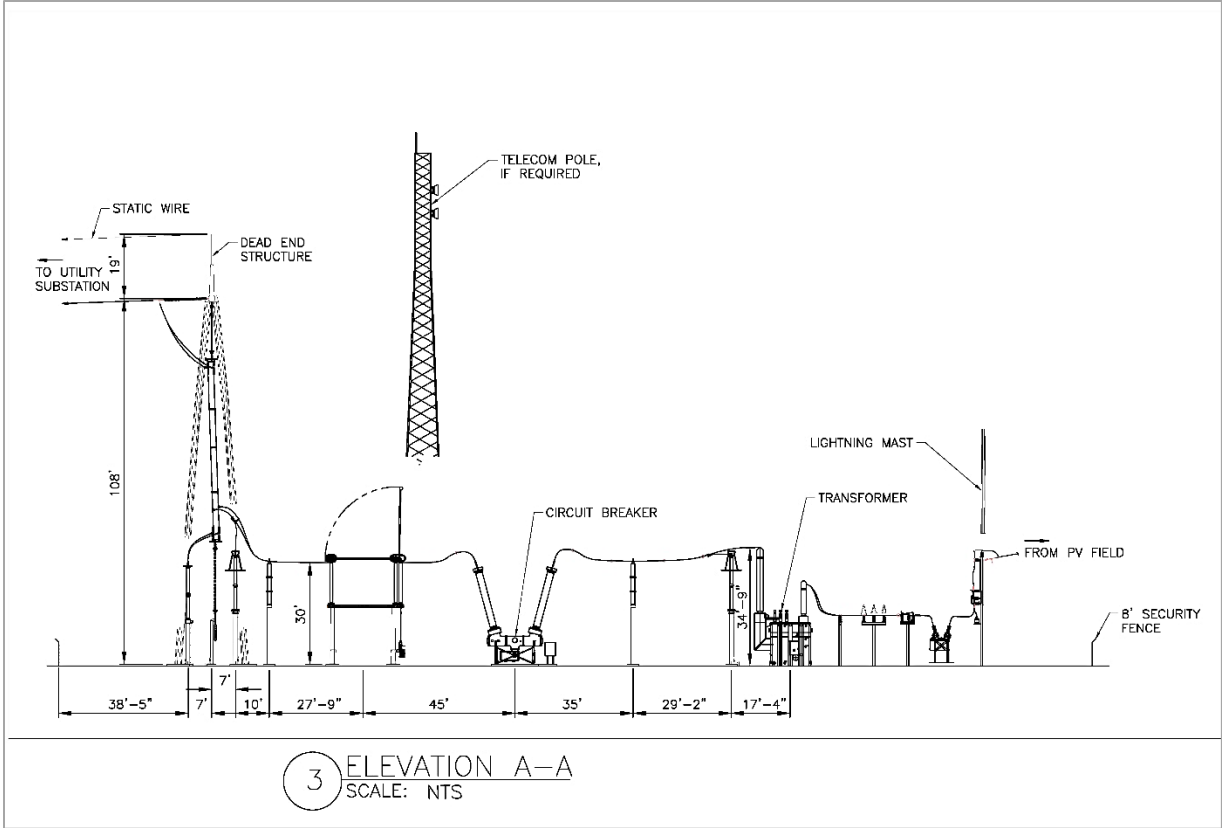 TELECOM POLE,
IF REQUIRED
STATIC WIRE
DEAD END
STRUCTURE
19'
TO UTILITY
SUBSTATION
108'
LIGHTNING MAST
TRANSFORMER
CIRCUIT BREAKER
FROM PV FIELD
30'
34'-9"
8' SECURITY
FENCE
7'
38'-5" 7' 10' 27'-9" 45' 35' 29'-2" 17'-4"
3 ELEVATION A-A
SCALE: NTS